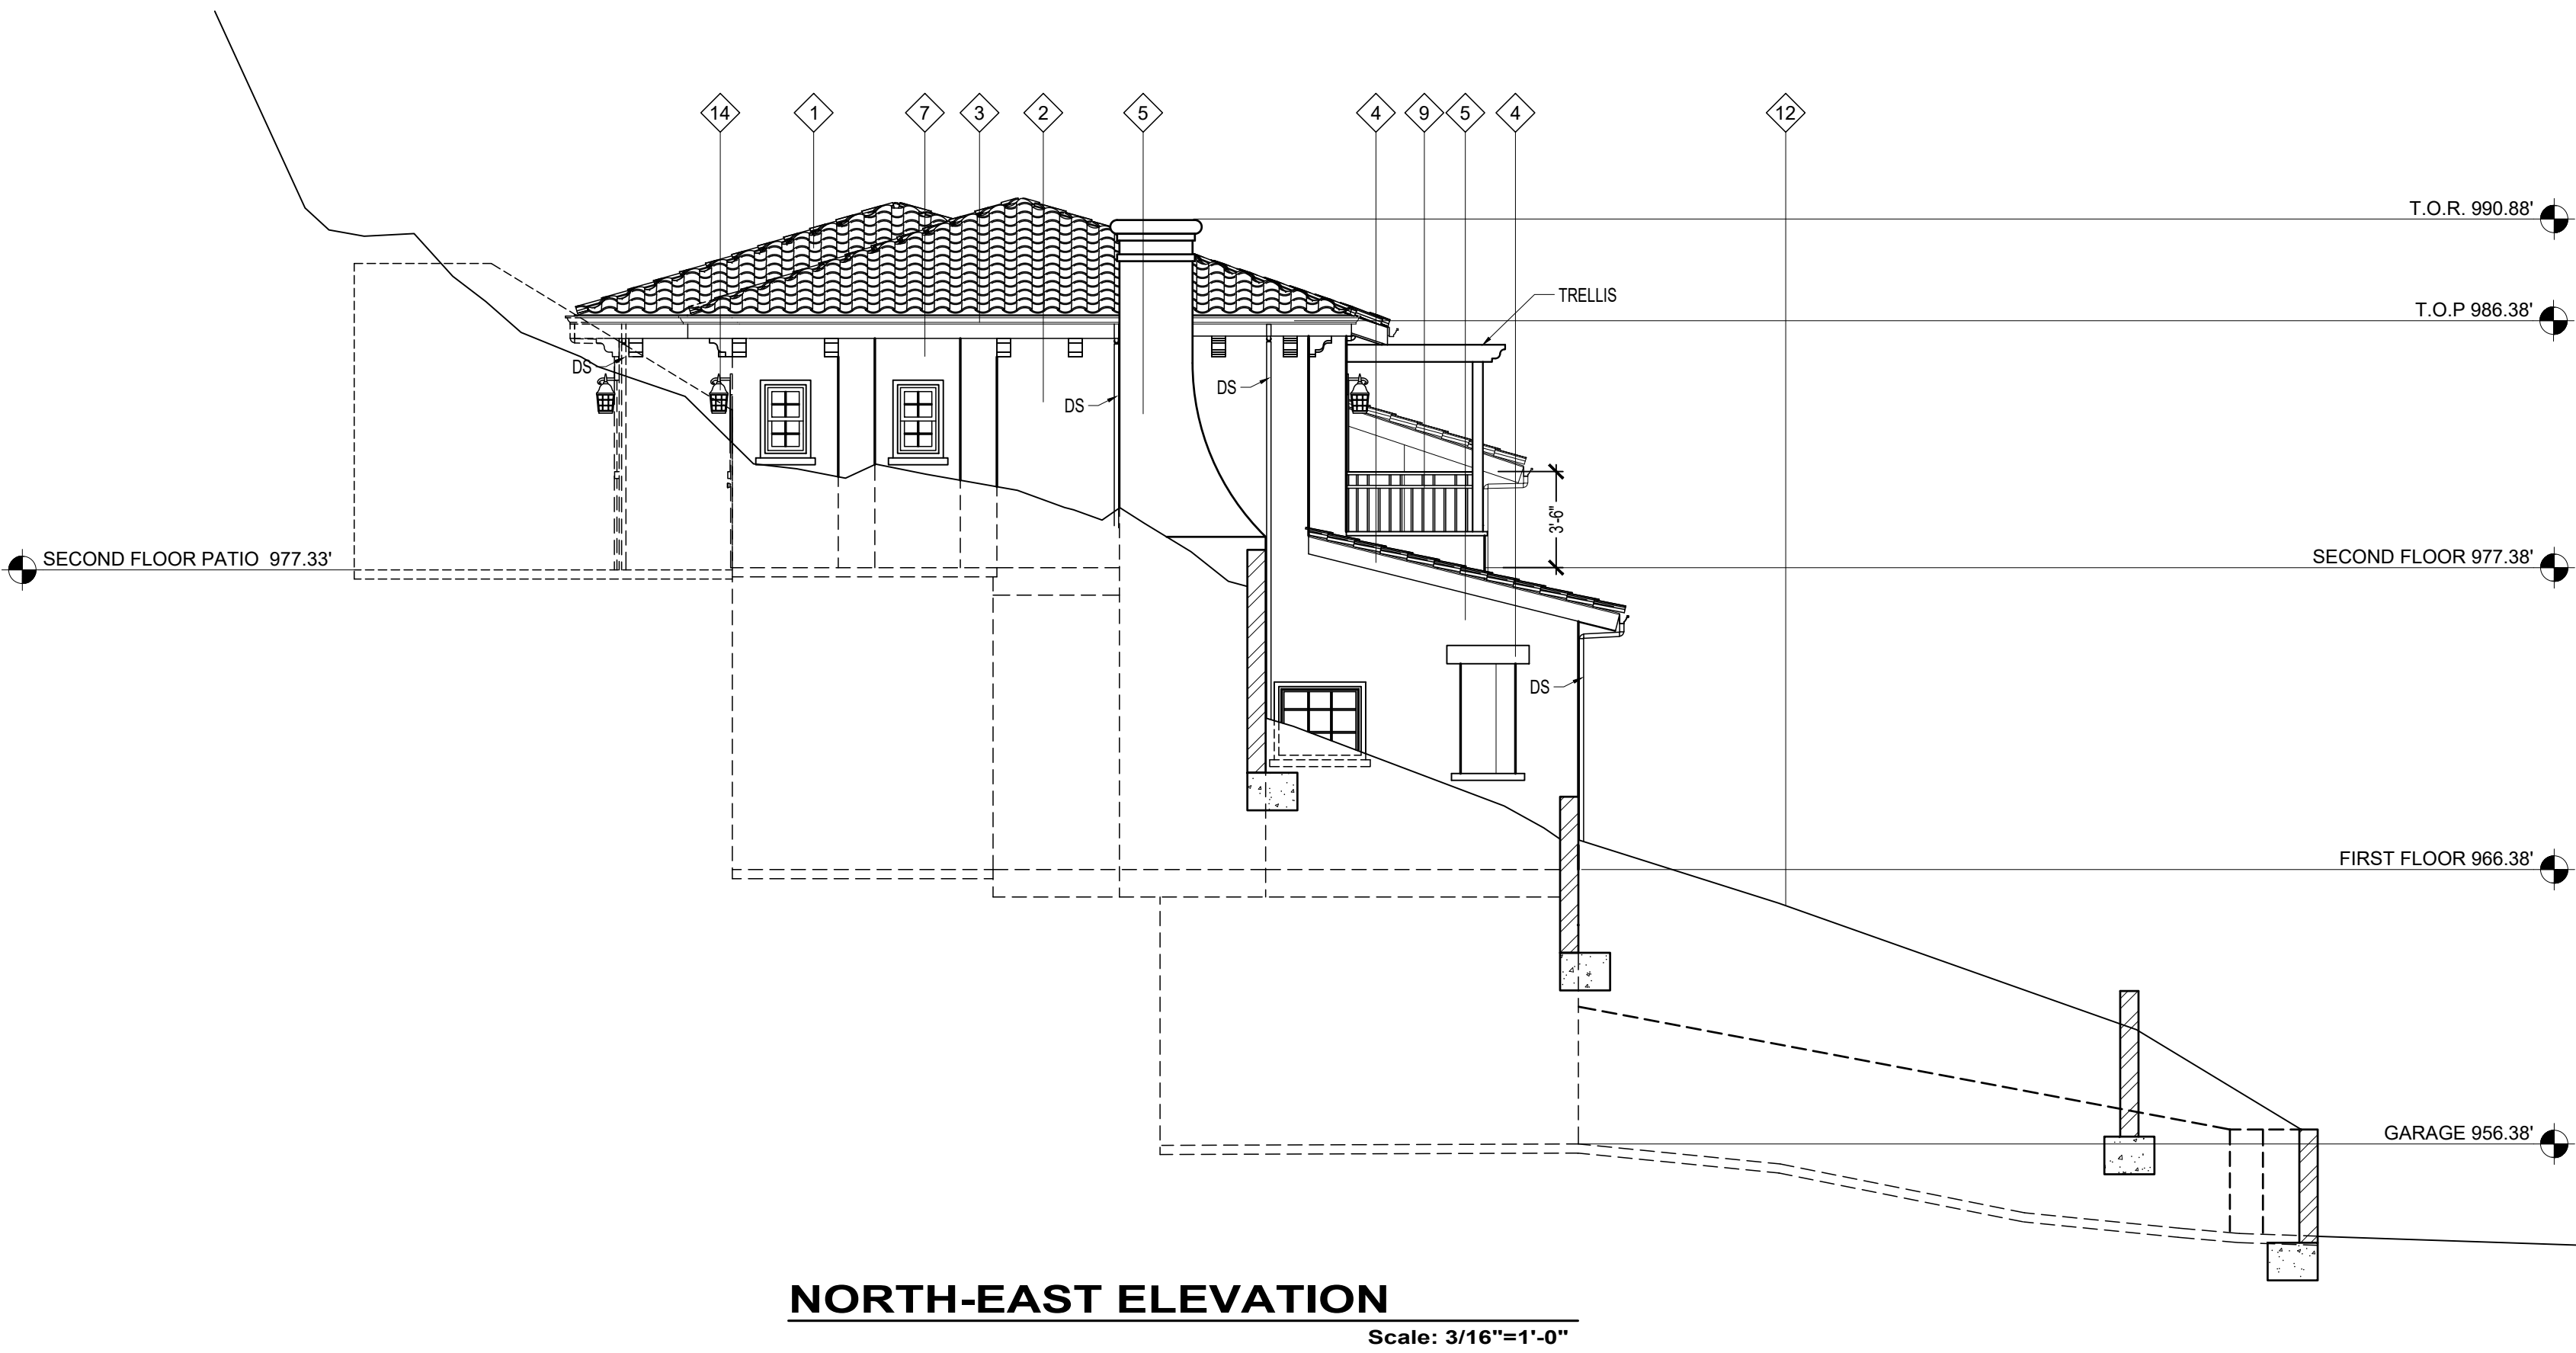 14 1 7 3 2 5 4 9 5 4 12
T.O.R. 990.88'
TRELLIS
T.O.P 986.38'
DS
DS
DS
3'-6"
SECOND FLOOR PATIO 977.33'
SECOND FLOOR 977.38'
DS
FIRST FLOOR 966.38'
GARAGE 956.38'
NORTH-EAST ELEVATION
Scale: 3/16"=1'-0"